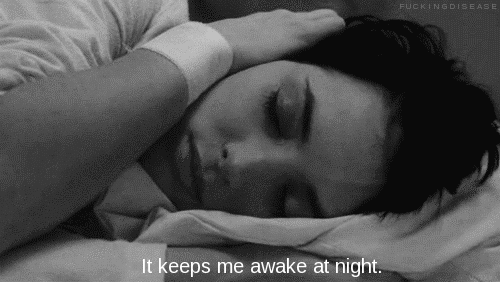 FUCKINGDISEASE
It keeps me awake at night.